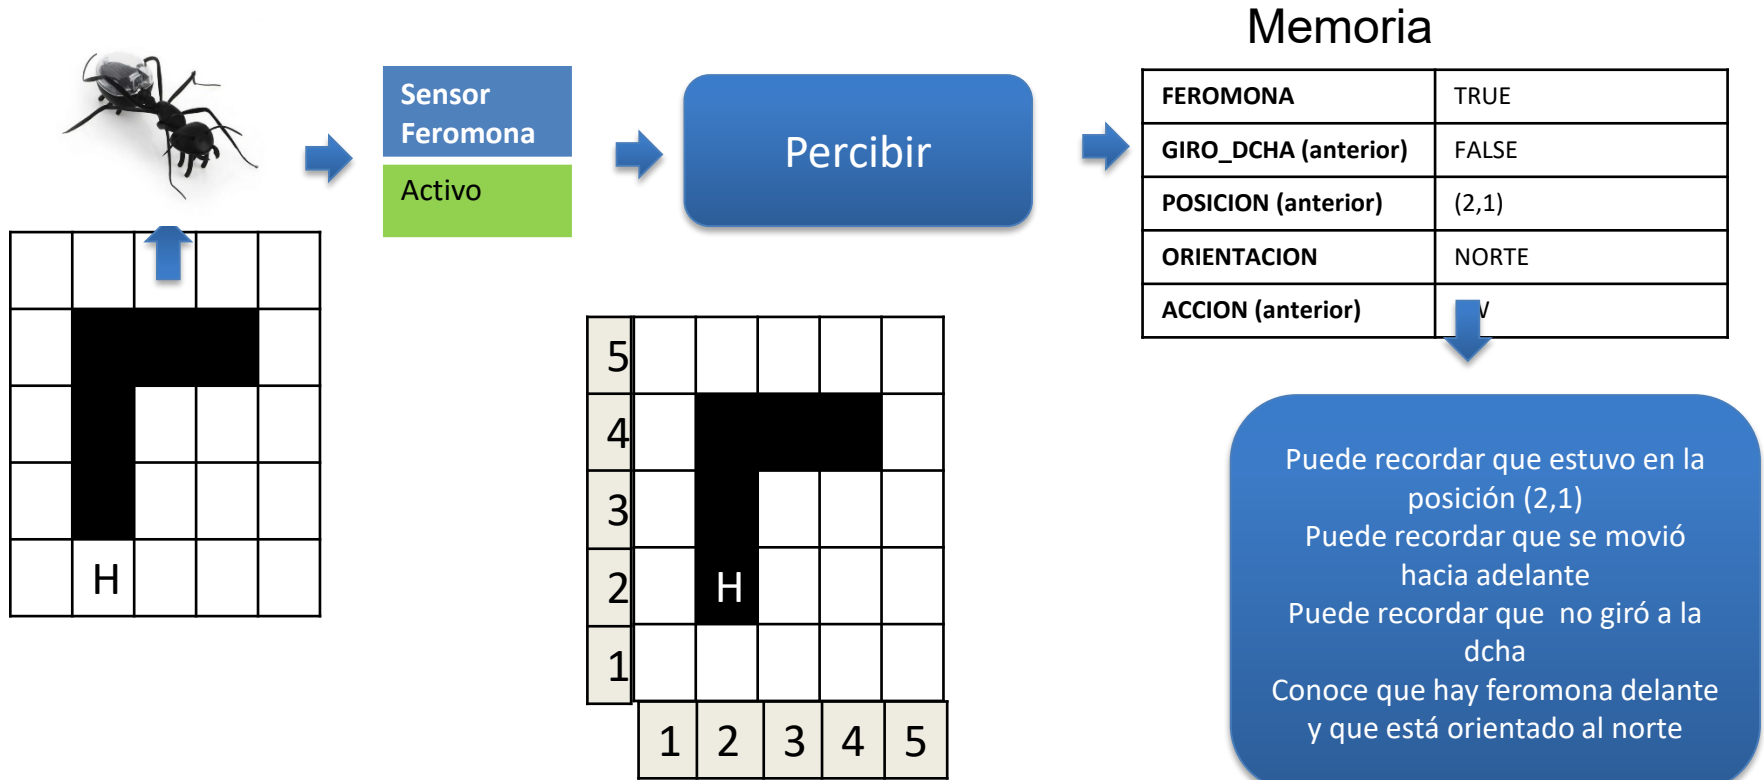 Memoria
Sensor
Feromona
Activo
Percibir
FEROMONA TRUE
GIRO_DCHA (anterior) FALSE
POSICION (anterior) (2,1)
ORIENTACION NORTE
ACCION (anterior)
H
5
4
3
2 H
1
1 2 3 4 5
Puede recordar que estuvo en la
posición (2,1)
Puede recordar que se movió
hacia adelante
Puede recordar que no giró a la
dcha
Conoce que hay feromona delante
y que está orientado al norte